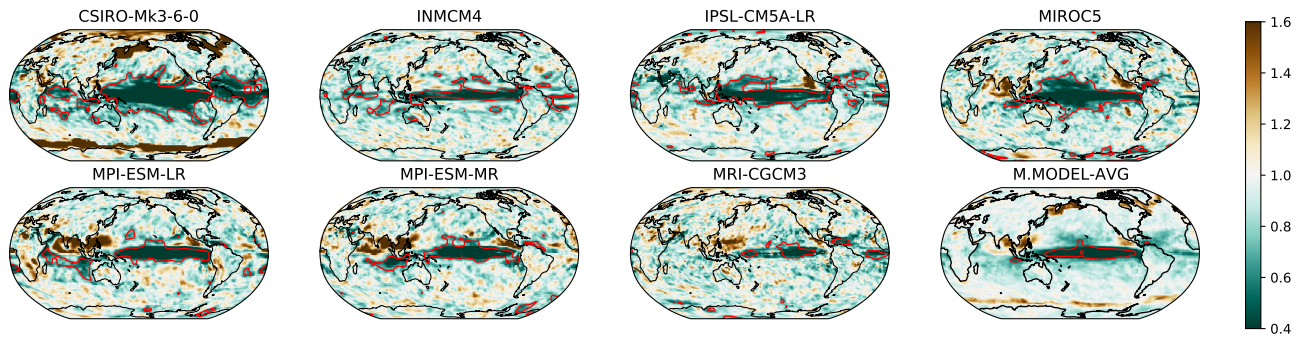 CSIRO-Mk3-6-0
INMCM4
IPSL-CM5A-LR
MIROC5
MPI-ESM-LR
MPI-ESM-MR
MRI-CGCM3
M.MODEL-AVG
1.6
1.4
1.2
1.0
0.8
0.6
0.4